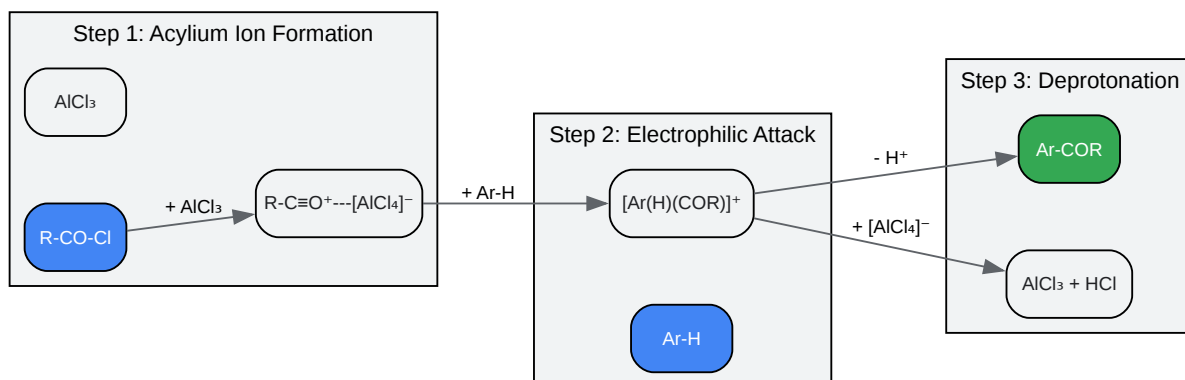 Step 1: Acylium Ion Formation
AlCl₃
R-CO-Cl
+ AlCl₃
R-C≡O⁺---[AlCl₄]⁻
+ Ar-H
Step 2: Electrophilic Attack
[Ar(H)(COR)]⁺
Ar-H
- H⁺
+ [AlCl₄]⁻
Step 3: Deprotonation
Ar-COR
AlCl₃ + HCl